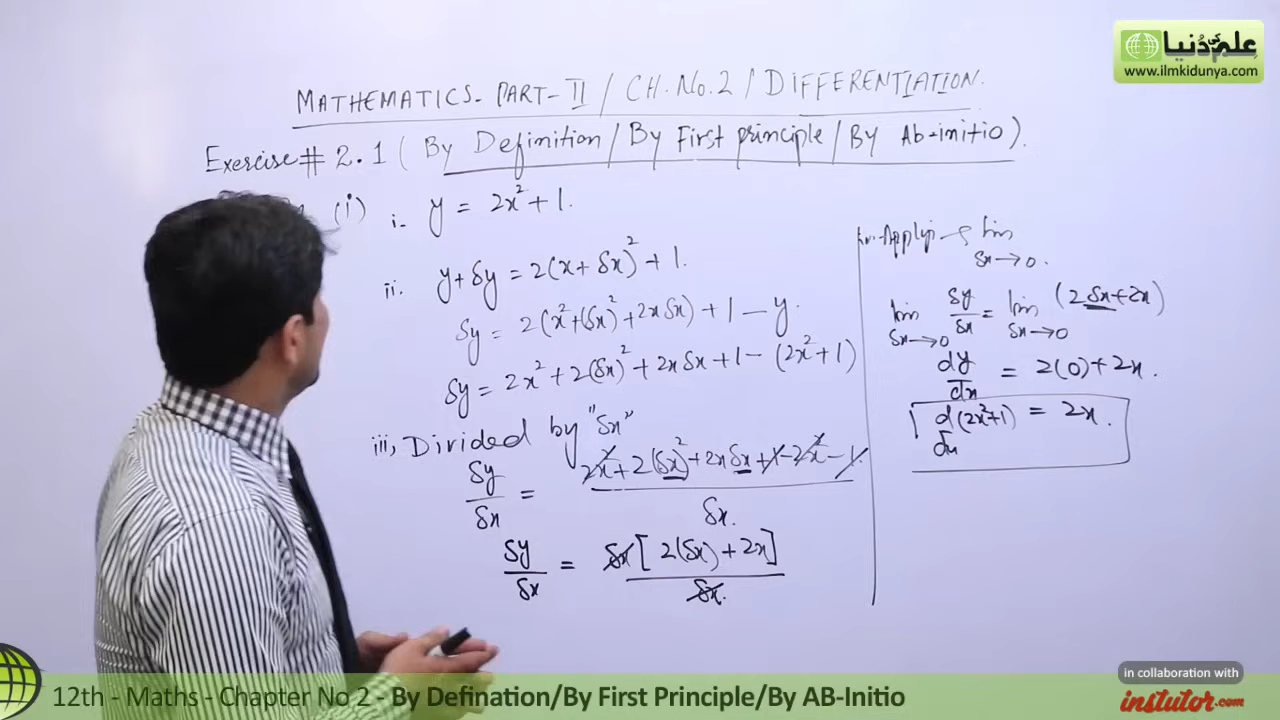 علم کی دُنیا
www.ilmkidunya.com
MATHEMATICS- PART-II / CH.No.2 / DIFFERENTIATION.
Exercise# 2.1 ( By Definition / By First principle / By Ab-initio ).
(i) i- y = 2x² + 1.
ii. y+δy = 2(x+δx)² + 1.
δy = 2(x²+(δx)²+2xδx) + 1 - y.
δy = 2x² + 2(δx)² + 2xδx + 1 - (2x²+1)
iii, Divided by "δx"
δy/δx = 2x² + 2(δx)² + 2xδx + 1 - 2x² - 1 / δx.
δy/δx = δx[ 2(δx) + 2x ] / δx.
lim δx→0.
lim δx→0 δy/δx = lim δx→0 (2δx+2x)
dy/dx = 2(0)+2x.
d/dx (2x²+1) = 2x.
in collaboration with
instutor.com
12th - Maths - Chapter No 2 - By Defination/By First Principle/By AB-Initio